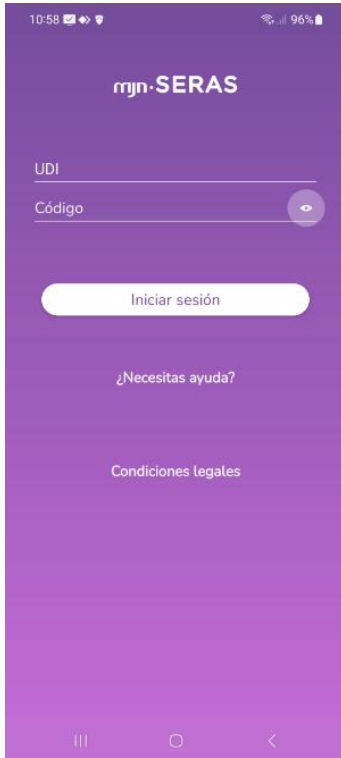 10:58
96%
mjn·SERAS
UDI
Código
Iniciar sesión
¿Necesitas ayuda?
Condiciones legales